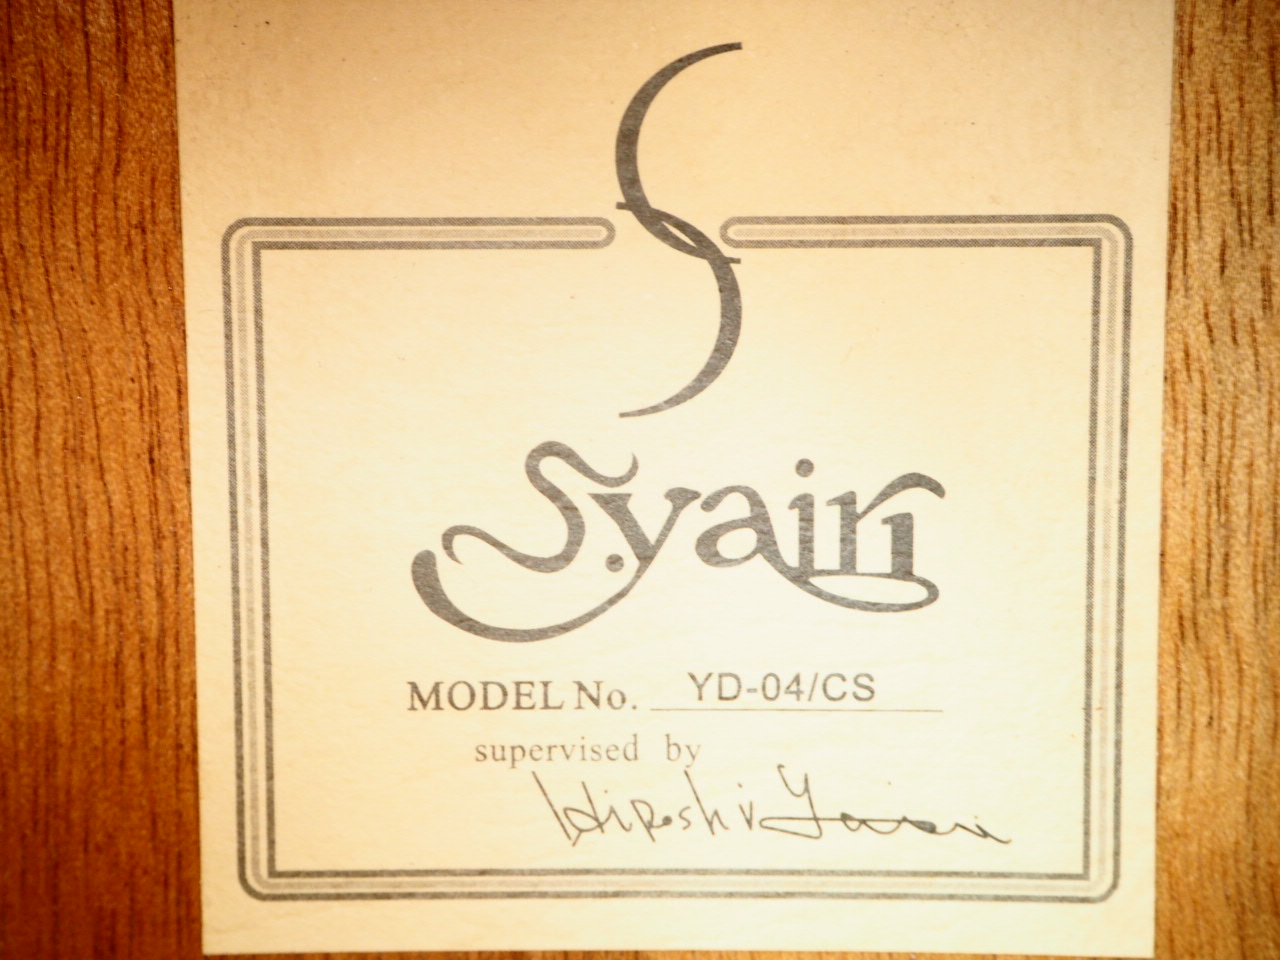 S
S.yairi
MODEL No. YD-04/CS
supervised by
Hiroshi Yairi